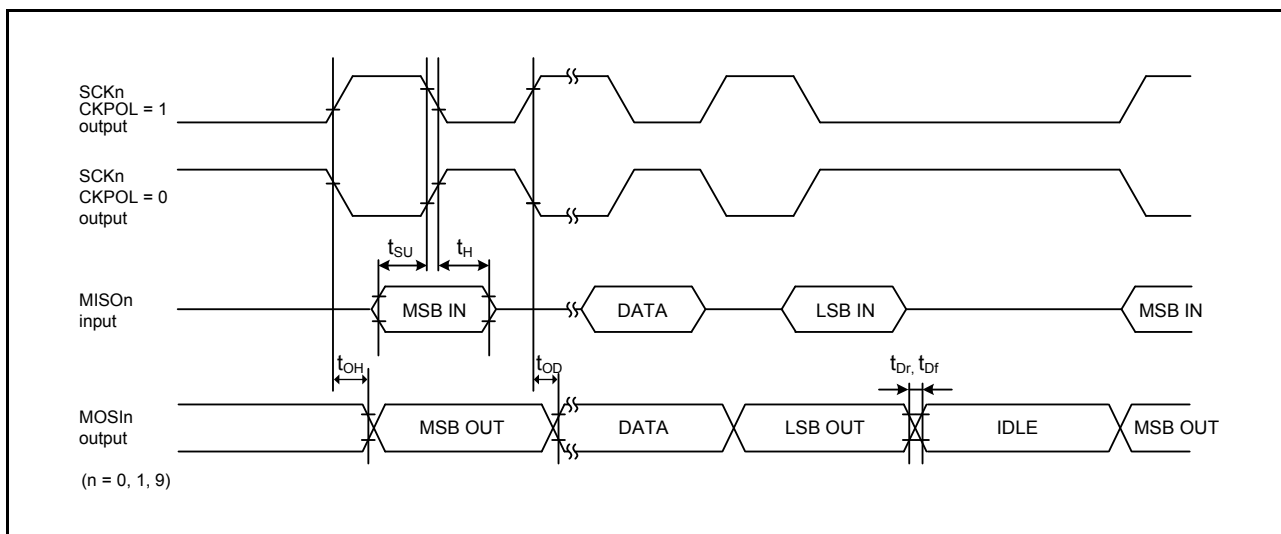 SCKn
CKPOL = 1
output
SCKn
CKPOL = 0
output
tSU
tH
MISOn
input
MSB IN
DATA
LSB IN
MSB IN
tOH
tOD
tDr, tDf
MOSIn
output
MSB OUT
DATA
LSB OUT
IDLE
MSB OUT
(n = 0, 1, 9)